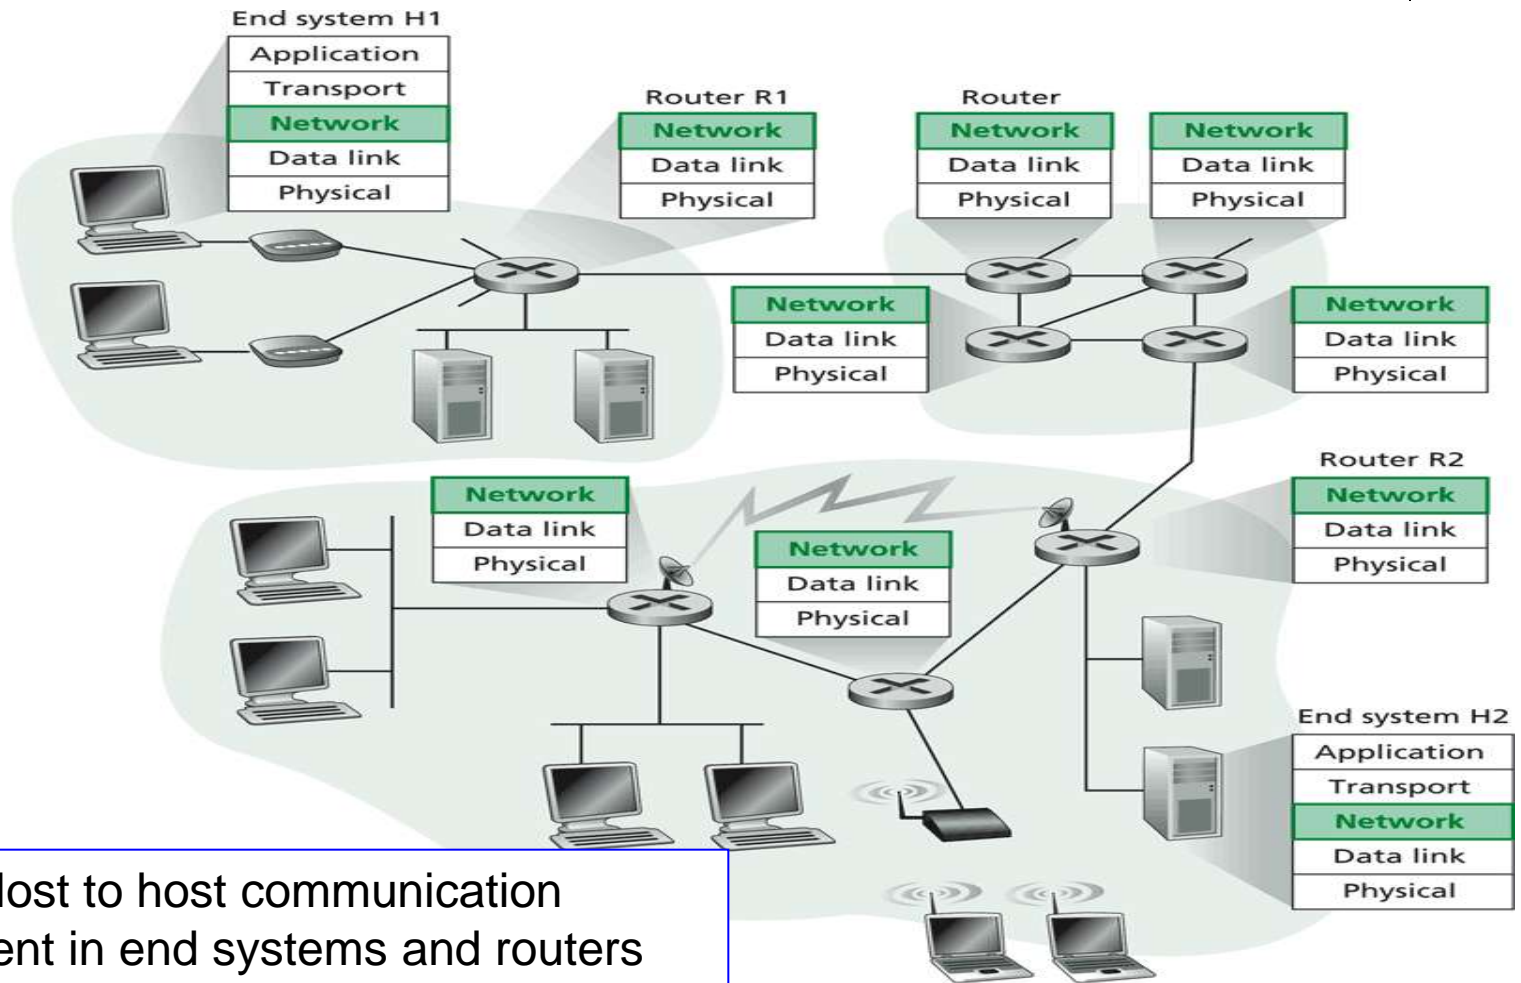 End system H1
Application
Transport
Network
Data link
Physical
Router R1
Network
Data link
Physical
Router
Network
Data link
Physical
Network
Data link
Physical
Network
Data link
Physical
Network
Data link
Physical
Network
Data link
Physical
Network
Data link
Physical
Router R2
Network
Data link
Physical
End system H2
Application
Transport
Network
Data link
Physical
to host communication
in end systems and routers